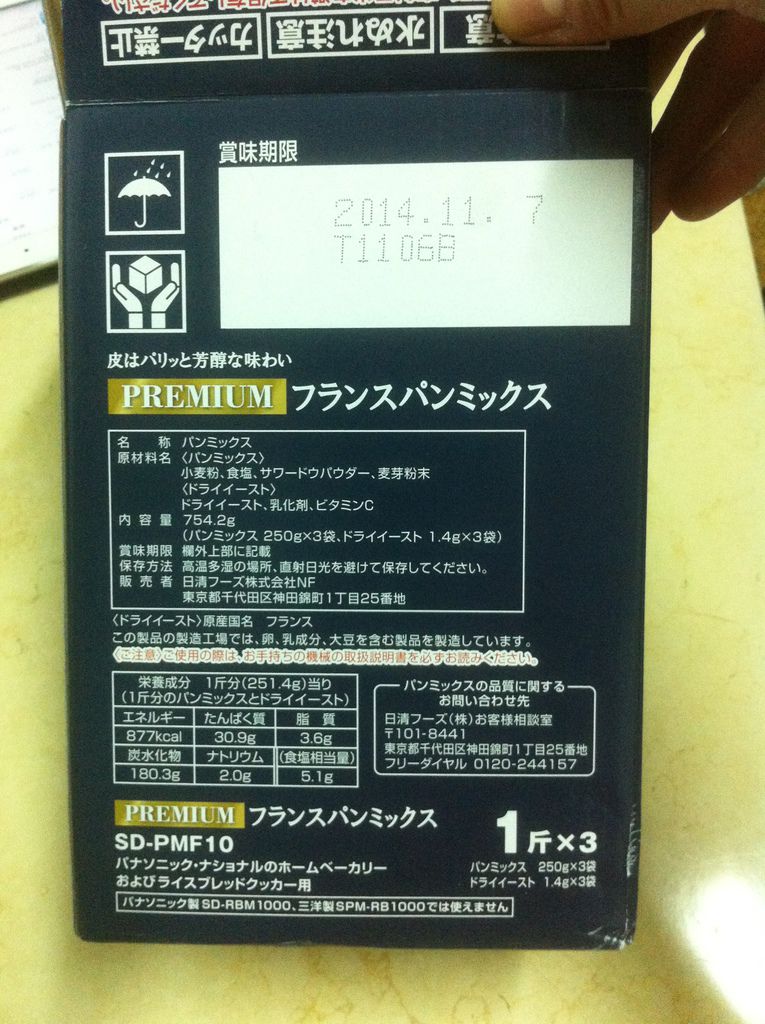 カッター禁止
水ぬれ注意
意
賞味期限
2014.11. 7
T1106B
皮はパリッと芳醇な味わい
PREMIUM フランスパンミックス
名 称 パンミックス
原材料名 〈パンミックス〉
小麦粉、食塩、サワードウパウダー、麦芽粉末
〈ドライイースト〉
ドライイースト、乳化剤、ビタミンC
内容量 754.2g
(パンミックス 250g×3袋、ドライイースト 1.4g×3袋)
賞味期限 欄外上部に記載
保存方法 高温多湿の場所、直射日光を避けて保存してください。
販売者 日清フーズ株式会社NF
東京都千代田区神田錦町1丁目25番地
〈ドライイースト〉原産国名 フランス
この製品の製造工場では、卵、乳成分、大豆を含む製品を製造しています。
〈ご注意〉ご使用の際は、お手持ちの機械の取扱説明書を必ずお読みください。
栄養成分 1斤分(251.4g)当り
(1斤分のパンミックスとドライイースト)
エネルギー たんぱく質 脂質
877kcal 30.9g 3.6g
炭水化物 ナトリウム (食塩相当量)
180.3g 2.0g 5.1g
パンミックスの品質に関する
お問い合わせ先
日清フーズ(株)お客様相談室
〒101-8441
東京都千代田区神田錦町1丁目25番地
フリーダイヤル 0120-244157
PREMIUM フランスパンミックス
SD-PMF10
パナソニック・ナショナルのホームベーカリー
およびライスブレッドクッカー用
パナソニック製SD-RBM1000、三洋製SPM-RB1000では使えません
1斤×3
パンミックス 250g×3袋
ドライイースト 1.4g×3袋